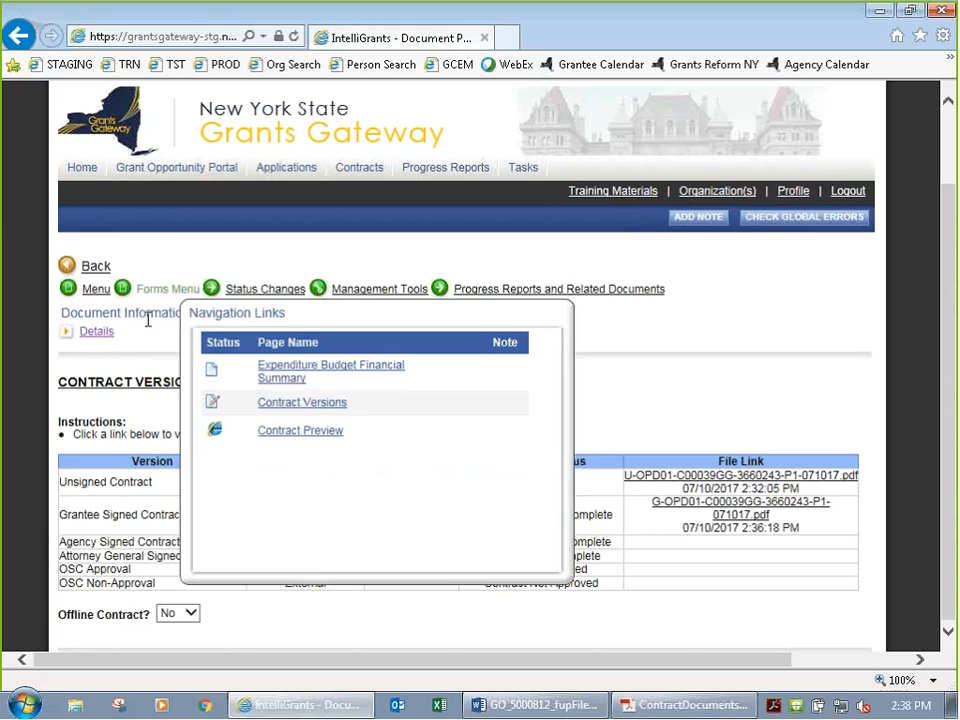 https://grantsgateway-stg.n...
IntelliGrants - Document P...
STAGING TRN TST PROD Org Search Person Search GCEM WebEx Grantee Calendar Grants Reform NY Agency Calendar
Grants Gateway
New York State
Grants Gateway
Home Grant Opportunity Portal Applications Contracts Progress Reports Tasks
Training Materials | Organization(s) | Profile | Logout
ADD NOTE CHECK GLOBAL ERRORS
Back
Menu Forms Menu Status Changes Management Tools Progress Reports and Related Documents
Document Informatio
Details
Navigation Links
Status Page Name Note
Expenditure Budget Financial
Summary
Contract Versions
Contract Preview
CONTRACT VERSIO
Instructions:
Click a link below to v
Version us File Link
Unsigned Contract U-OPD01-C00039GG-3660243-P1-071017.pdf
07/10/2017 2:32:05 PM
Grantee Signed Contrac mplete G-OPD01-C00039GG-3660243-P1-
071017.pdf
07/10/2017 2:36:18 PM
Agency Signed Contract mplete
Attorney General Signed plete
OSC Approval ed
OSC Non-Approval External Contract Not Approved
Offline Contract? No
100%
IntelliGrants - Docu... GO_5000812_fupFile... ContractDocuments... 2:38 PM